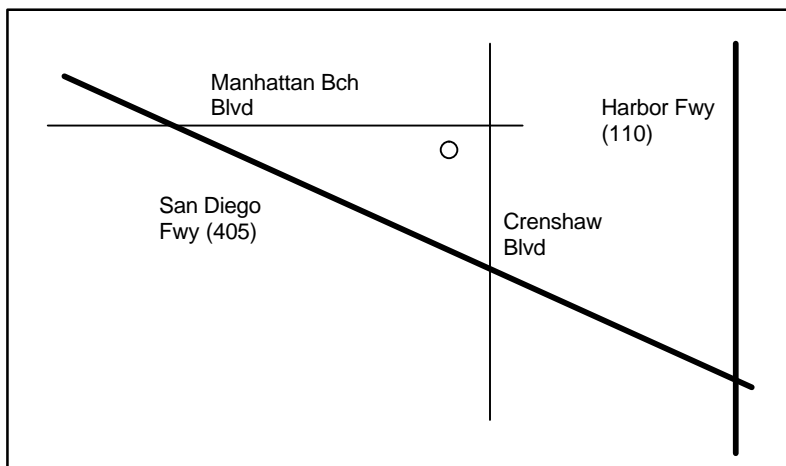 Manhattan Bch
Blvd
Harbor Fwy
(110)
San Diego
Fwy (405)
Crenshaw
Blvd